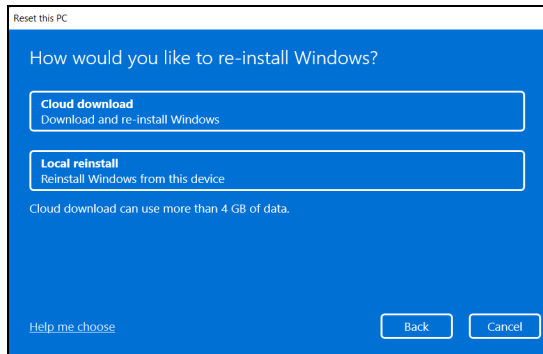 Reset this PC
How would you like to re-install Windows?
Cloud download
Download and re-install Windows
Local reinstall
Reinstall Windows from this device
Cloud download can use more than 4 GB of data.
Help me choose
Back
Cancel